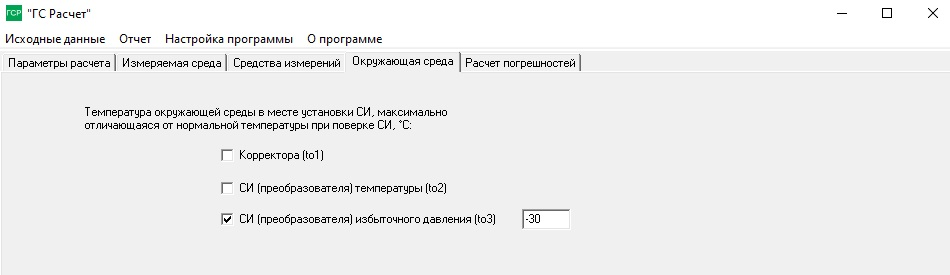 ГСР "ГС Расчет"
Исходные данные Отчет Настройка программы О программе
Параметры расчета Измеряемая среда Средства измерений Окружающая среда Расчет погрешностей
Температура окружающей среды в месте установки СИ, максимально
отличающаяся от нормальной температуры при поверке СИ, °С:
Корректора (to1)
СИ (преобразователя) температуры (to2)
СИ (преобразователя) избыточного давления (to3) -30